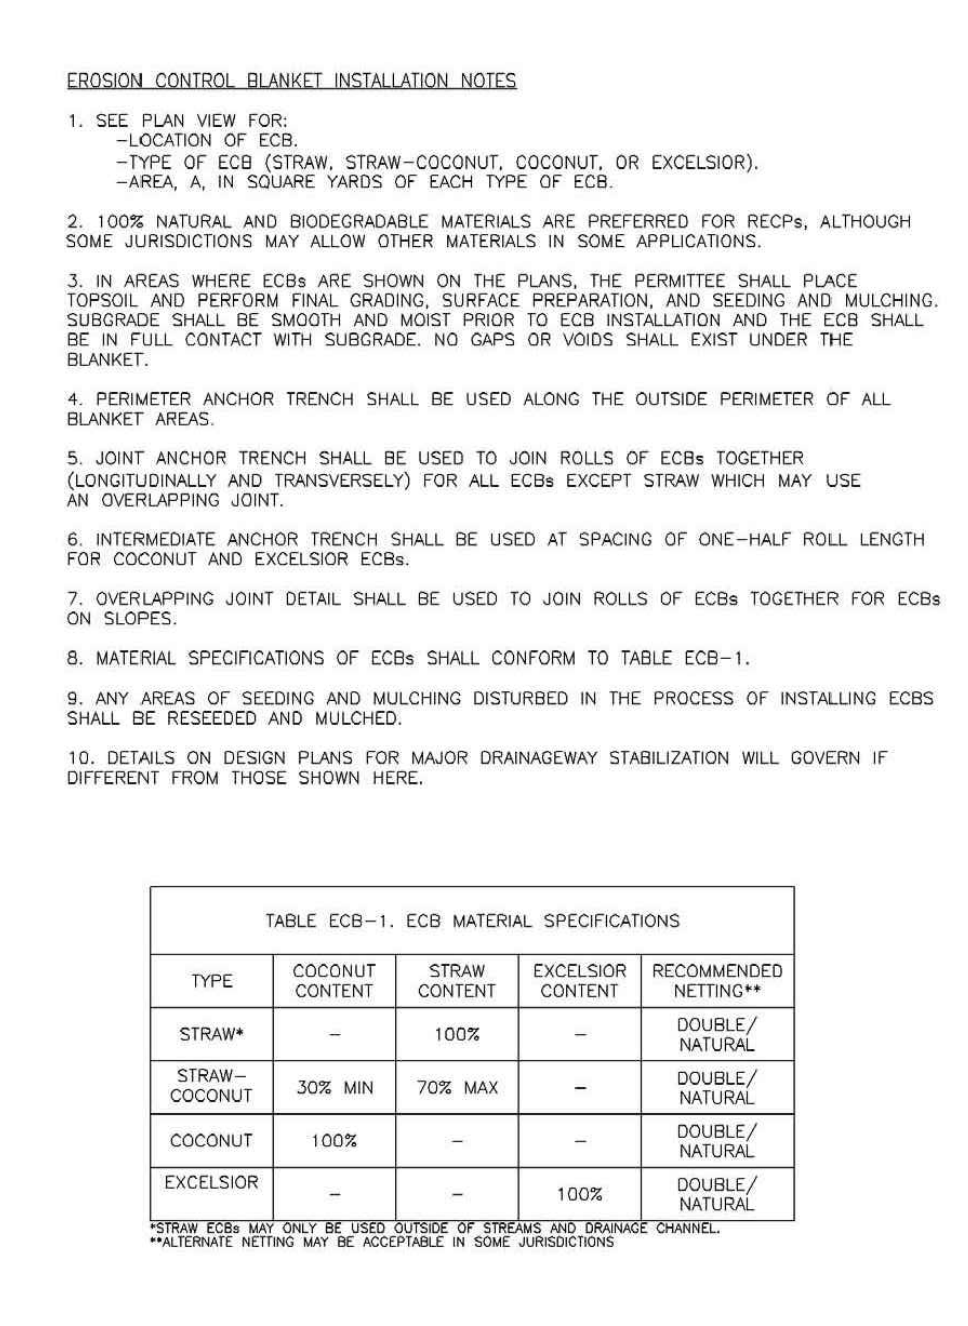 EROSION CONTROL BLANKET INSTALLATION NOTES
1. SEE PLAN VIEW FOR:
-LOCATION OF ECB.
-TYPE OF ECB (STRAW, STRAW-COCONUT, COCONUT, OR EXCELSIOR).
-AREA, A, IN SQUARE YARDS OF EACH TYPE OF ECB.
2. 100% NATURAL AND BIODEGRADABLE MATERIALS ARE PREFERRED FOR RECPs, ALTHOUGH
SOME JURISDICTIONS MAY ALLOW OTHER MATERIALS IN SOME APPLICATIONS.
3. IN AREAS WHERE ECBs ARE SHOWN ON THE PLANS, THE PERMITTEE SHALL PLACE
TOPSOIL AND PERFORM FINAL GRADING, SURFACE PREPARATION, AND SEEDING AND MULCHING.
SUBGRADE SHALL BE SMOOTH AND MOIST PRIOR TO ECB INSTALLATION AND THE ECB SHALL
BE IN FULL CONTACT WITH SUBGRADE. NO GAPS OR VOIDS SHALL EXIST UNDER THE
BLANKET.
4. PERIMETER ANCHOR TRENCH SHALL BE USED ALONG THE OUTSIDE PERIMETER OF ALL
BLANKET AREAS.
5. JOINT ANCHOR TRENCH SHALL BE USED TO JOIN ROLLS OF ECBs TOGETHER
(LONGITUDINALLY AND TRANSVERSELY) FOR ALL ECBs EXCEPT STRAW WHICH MAY USE
AN OVERLAPPING JOINT.
6. INTERMEDIATE ANCHOR TRENCH SHALL BE USED AT SPACING OF ONE-HALF ROLL LENGTH
FOR COCONUT AND EXCELSIOR ECBs.
7. OVERLAPPING JOINT DETAIL SHALL BE USED TO JOIN ROLLS OF ECBs TOGETHER FOR ECBs
ON SLOPES.
8. MATERIAL SPECIFICATIONS OF ECBs SHALL CONFORM TO TABLE ECB-1.
9. ANY AREAS OF SEEDING AND MULCHING DISTURBED IN THE PROCESS OF INSTALLING ECBS
SHALL BE RESEEDED AND MULCHED.
10. DETAILS ON DESIGN PLANS FOR MAJOR DRAINAGEWAY STABILIZATION WILL GOVERN IF
DIFFERENT FROM THOSE SHOWN HERE.
TABLE ECB-1. ECB MATERIAL SPECIFICATIONS
TYPE
COCONUT
CONTENT
STRAW
CONTENT
EXCELSIOR
CONTENT
RECOMMENDED
NETTING**
STRAW*
-
100%
-
DOUBLE/
NATURAL
STRAW-
COCONUT
30% MIN
70% MAX
-
DOUBLE/
NATURAL
COCONUT
100%
-
-
DOUBLE/
NATURAL
EXCELSIOR
-
-
100%
DOUBLE/
NATURAL
*STRAW ECBs MAY ONLY BE USED OUTSIDE OF STREAMS AND DRAINAGE CHANNEL.
**ALTERNATE NETTING MAY BE ACCEPTABLE IN SOME JURISDICTIONS